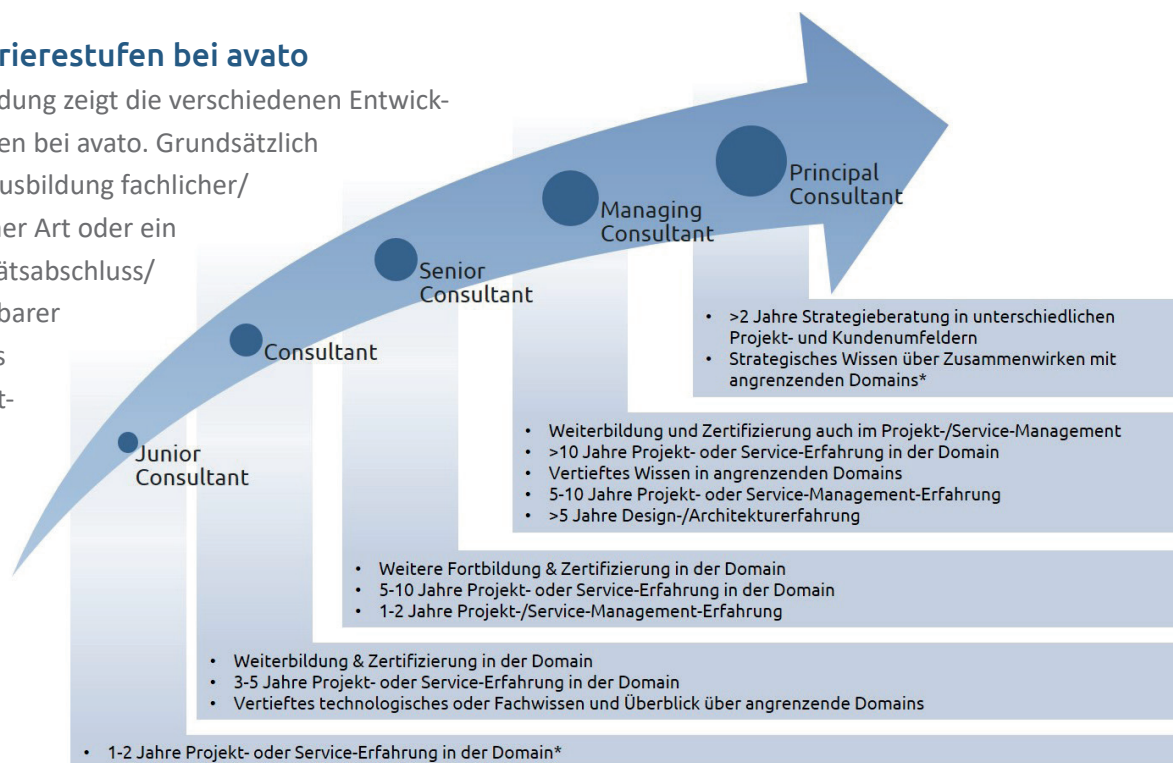 rierestufen bei avato
dung zeigt die verschiedenen Entwick-
en bei avato. Grundsätzlich
usbildung fachlicher/
ner Art oder ein
ätsabschluss/
barer
s
t-
Principal
Consultant
Managing
Consultant
Senior
Consultant
Consultant
Junior
Consultant
• >2 Jahre Strategieberatung in unterschiedlichen
Projekt- und Kundenumfeldern
• Strategisches Wissen über Zusammenwirken mit
angrenzenden Domains*
• Weiterbildung und Zertifizierung auch im Projekt-/Service-Management
• >10 Jahre Projekt- oder Service-Erfahrung in der Domain
• Vertieftes Wissen in angrenzenden Domains
• 5-10 Jahre Projekt- oder Service-Management-Erfahrung
• >5 Jahre Design-/Architekturerfahrung
• Weitere Fortbildung & Zertifizierung in der Domain
• 5-10 Jahre Projekt- oder Service-Erfahrung in der Domain
• 1-2 Jahre Projekt-/Service-Management-Erfahrung
• Weiterbildung & Zertifizierung in der Domain
• 3-5 Jahre Projekt- oder Service-Erfahrung in der Domain
• Vertieftes technologisches oder Fachwissen und Überblick über angrenzende Domains
• 1-2 Jahre Projekt- oder Service-Erfahrung in der Domain*